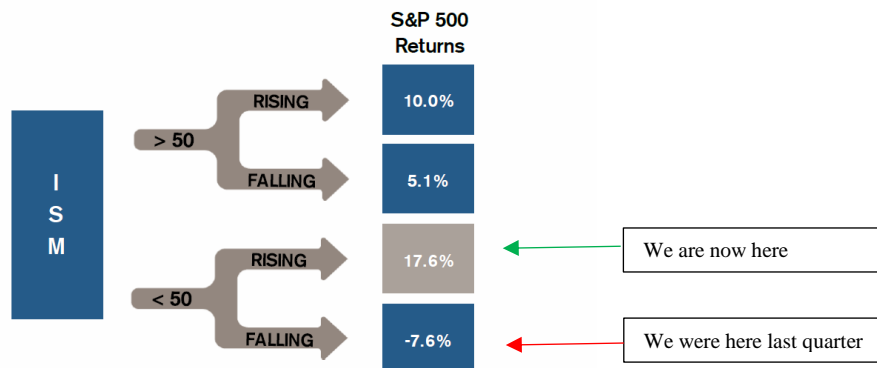 S&P 500
Returns
RISING
10.0%
> 50
FALLING
5.1%
I
S
M
RISING
17.6%
We are now here
< 50
FALLING
-7.6%
We were here last quarter